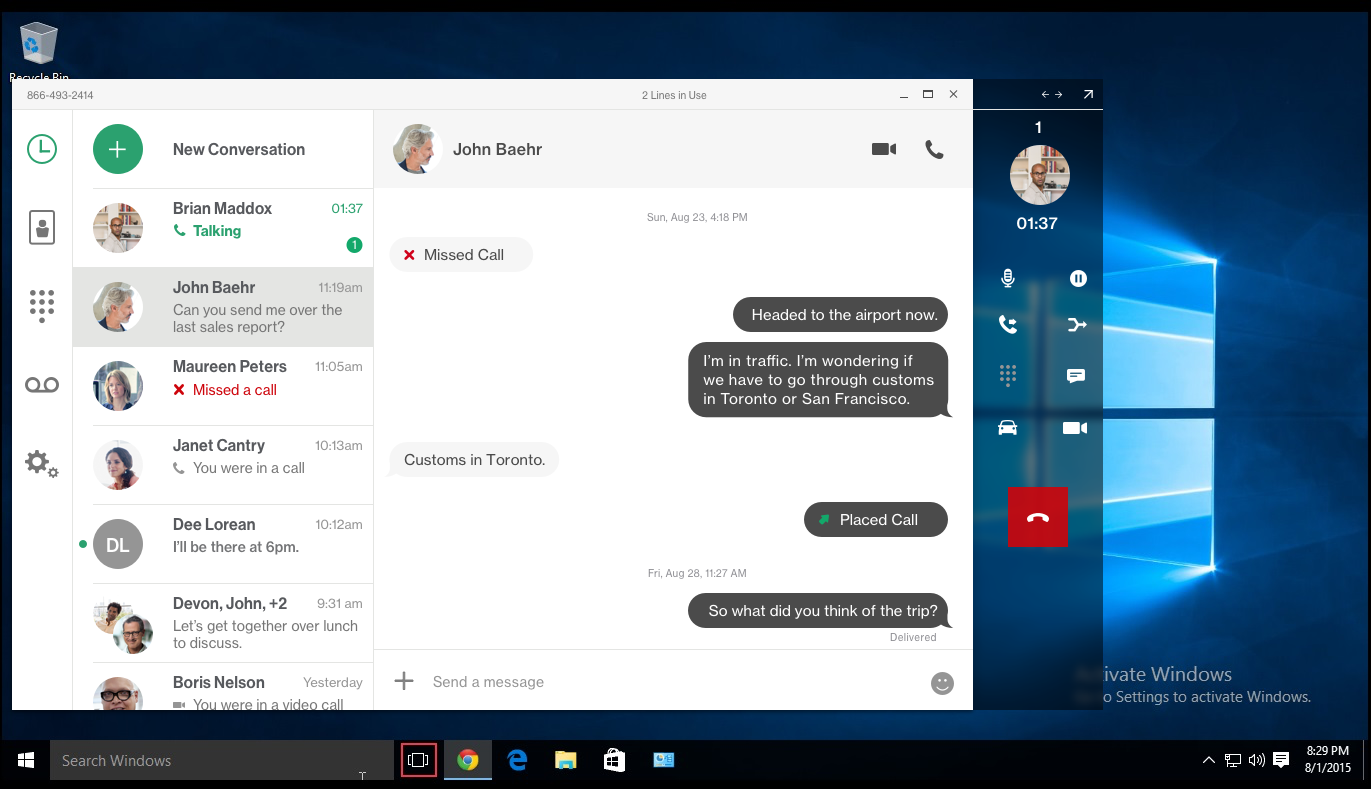 Recycle Bin
866-493-2414
2 Lines in Use
New Conversation
Brian Maddox
01:37
Talking
1
John Baehr
11:19am
Can you send me over the
last sales report?
Maureen Peters
11:05am
Missed a call
Janet Cantry
10:13am
You were in a call
DL
Dee Lorean
10:12am
I'll be there at 6pm.
Devon, John, +2
9:31 am
Let's get together over lunch
to discuss.
Boris Nelson
Yesterday
You were in a video call
John Baehr
Sun, Aug 23, 4:18 PM
Missed Call
Headed to the airport now.
I'm in traffic. I'm wondering if
we have to go through customs
in Toronto or San Francisco.
Customs in Toronto.
Placed Call
Fri, Aug 28, 11:27 AM
So what did you think of the trip?
Delivered
Send a message
1
01:37
Activate Windows
to Settings to activate Windows.
Search Windows
8:29 PM
8/1/2015